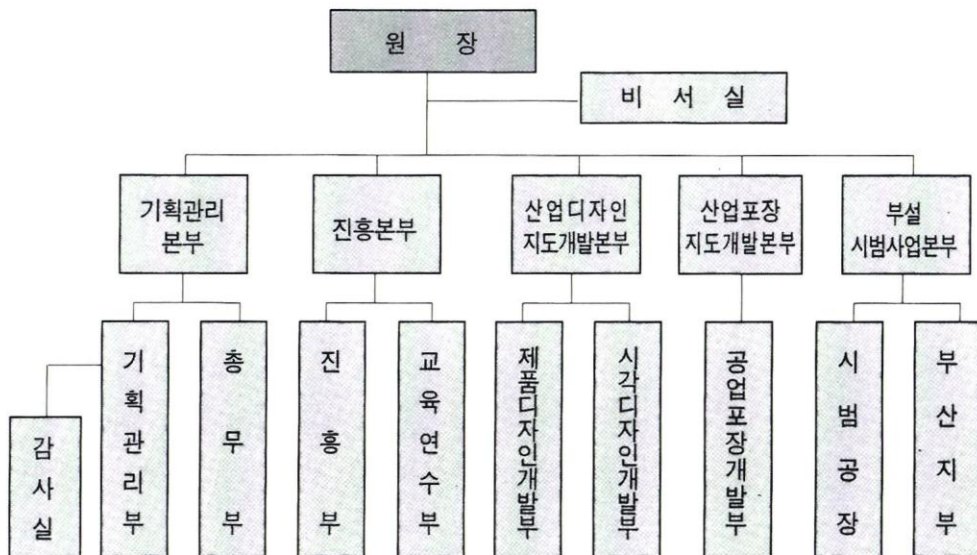 원 장
비 서 실
기획관리
본부
진흥본부
산업디자인
지도개발본부
산업포장
지도개발본부
부설
시범사업본부
감사실
기획관리부
총무부
진흥부
교육연수부
제품디자인개발부
시각디자인개발부
공업포장개발부
시범공장
부산지부